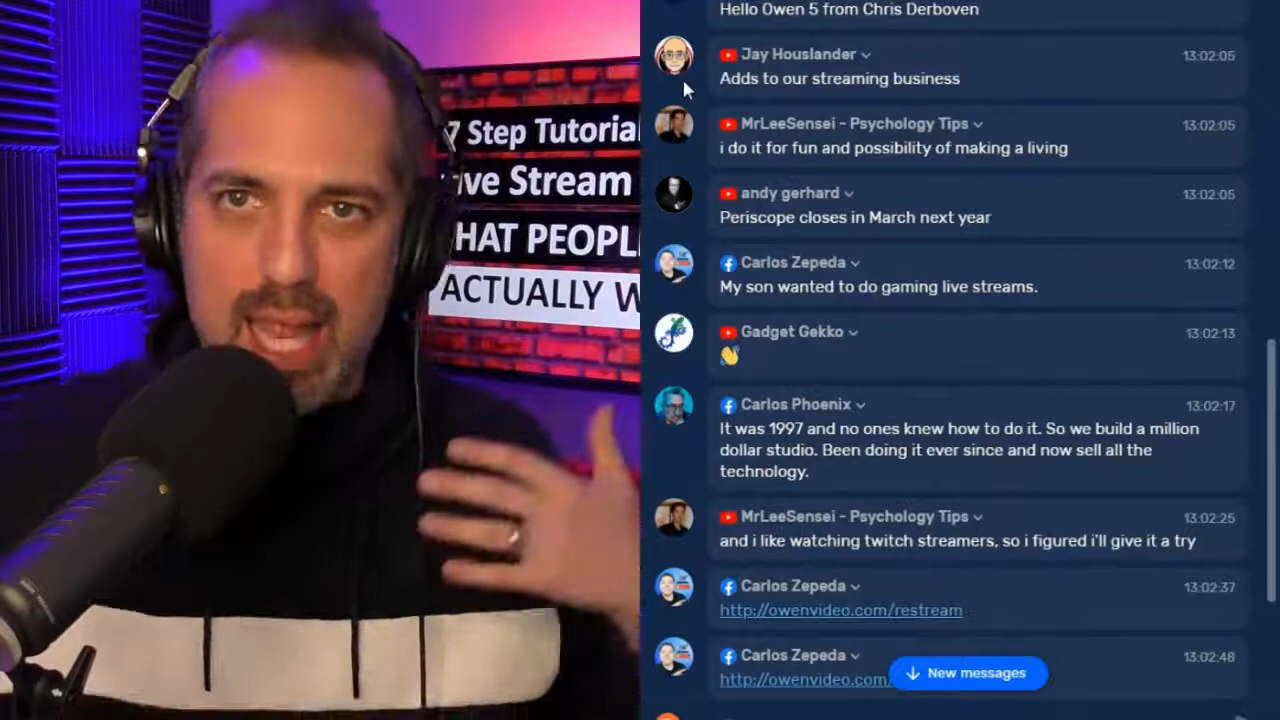 7 Step Tutorial
ive Stream
HAT PEOPL
ACTUALLY W
Hello Owen 5 from Chris Derboven
Jay Houslander
13:02:05
Adds to our streaming business
MrLeeSensei - Psychology Tips
13:02:05
i do it for fun and possibility of making a living
andy gerhard
13:02:05
Periscope closes in March next year
Carlos Zepeda
13:02:12
My son wanted to do gaming live streams.
Gadget Gekko
13:02:13
Carlos Phoenix
13:02:17
It was 1997 and no ones knew how to do it. So we build a million
dollar studio. Been doing it ever since and now sell all the
technology.
MrLeeSensei - Psychology Tips
13:02:25
and i like watching twitch streamers, so i figured i'll give it a try
Carlos Zepeda
13:02:37
http://owenvideo.com/restream
Carlos Zepeda
13:02:48
http://owenvideo.com/
New messages